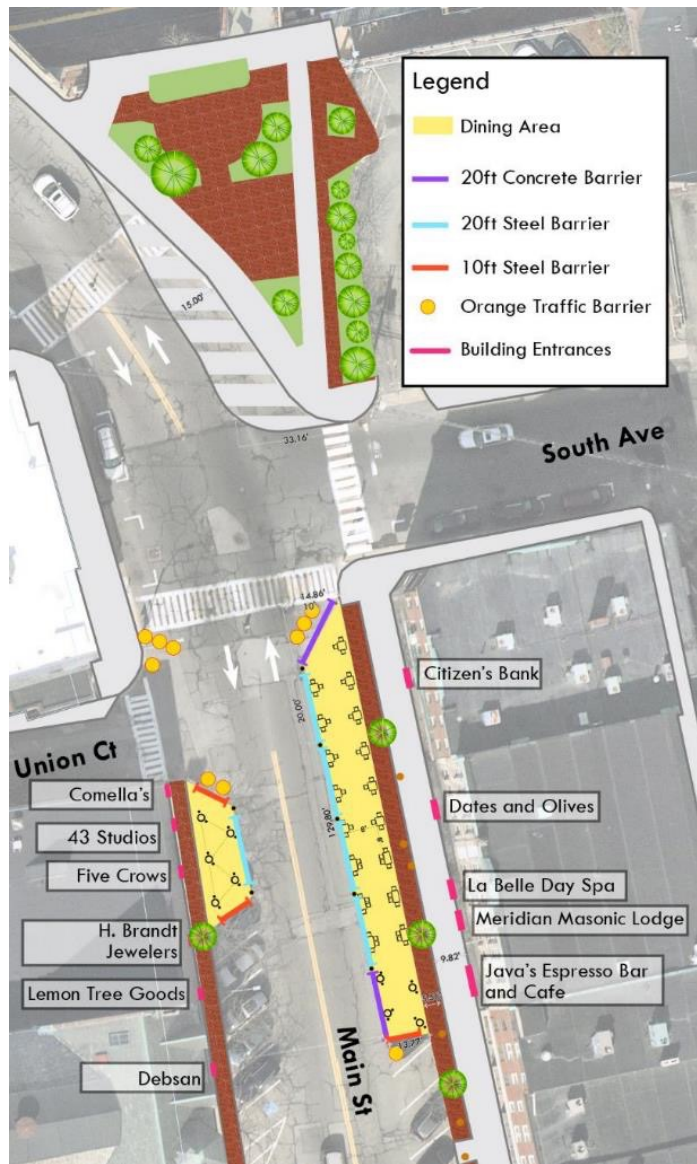 Legend
Dining Area
20ft Concrete Barrier
20ft Steel Barrier
10ft Steel Barrier
Orange Traffic Barrier
Building Entrances
15.00'
33.16'
South Ave
14.86'
10'
Citizen's Bank
20.00'
Union Ct
Comella's
Dates and Olives
43 Studios
129.80'
Five Crows
La Belle Day Spa
Meridian Masonic Lodge
H. Brandt
Jewelers
9.82'
Java's Espresso Bar
and Cafe
Lemon Tree Goods
Main St
13.77'
Debsan